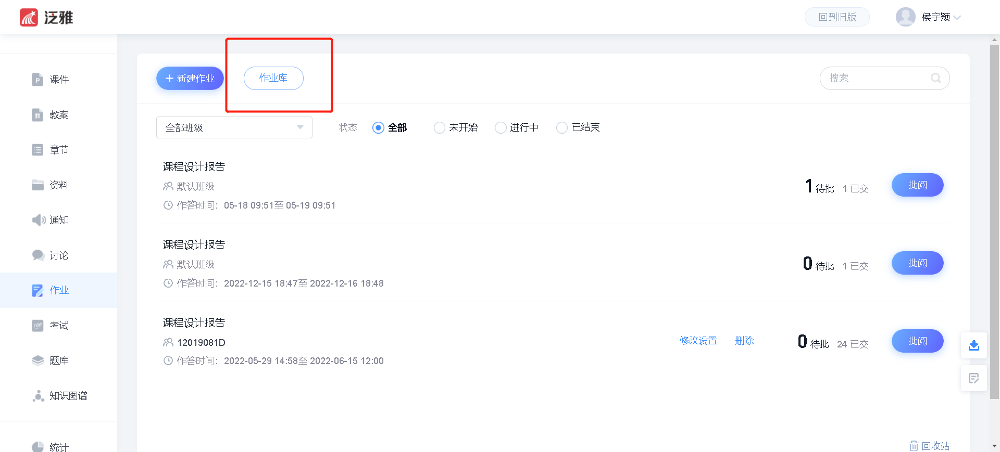 泛雅
回到旧版
侯宇颖
课件
教案
章节
资料
通知
讨论
作业
考试
题库
知识图谱
统计
+ 新建作业
作业库
搜索
全部班级
状态
全部
未开始
进行中
已结束
课程设计报告
默认班级
作答时间：05-18 09:51至 05-19 09:51
1 待批
1 已交
批阅
课程设计报告
默认班级
作答时间：2022-12-15 18:47至 2022-12-16 18:48
0 待批
1 已交
批阅
课程设计报告
12019081D
作答时间：2022-05-29 14:58至 2022-06-15 12:00
修改设置
删除
0 待批
24 已交
批阅
回收站